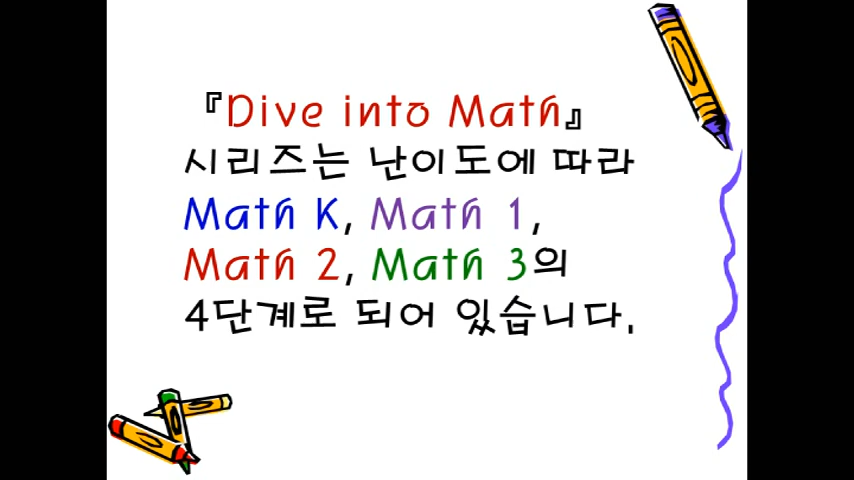 『Dive into Math』
시리즈는 난이도에 따라
Math K, Math 1,
Math 2, Math 3의
4단계로 되어 있습니다.